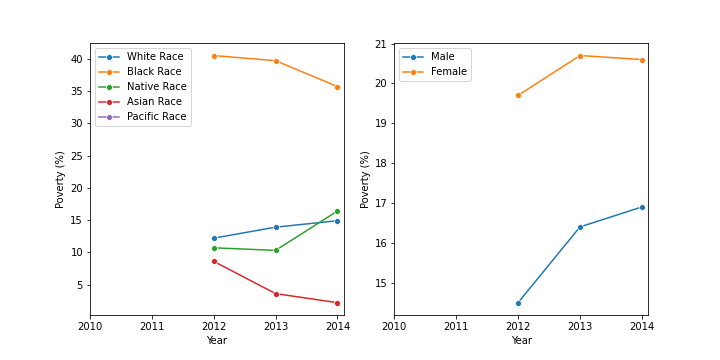 White Race
Black Race
Native Race
Asian Race
Pacific Race
40
35
30
25
20
15
10
5
Poverty (%)
2010 2011 2012 2013 2014
Year
Male
Female
21
20
19
18
17
16
15
Poverty (%)
2010 2011 2012 2013 2014
Year